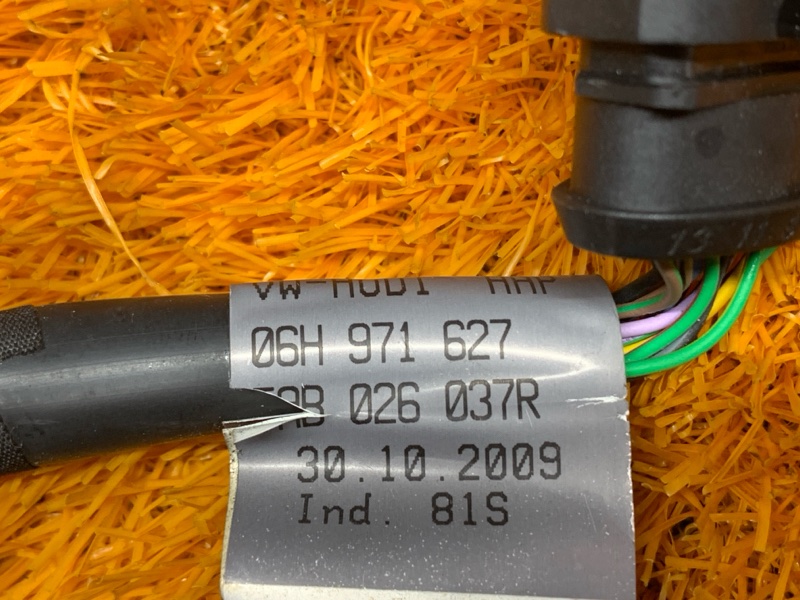 VW-AUDI
06H 971 627
026 037R
30.10.2009
Ind. 81S